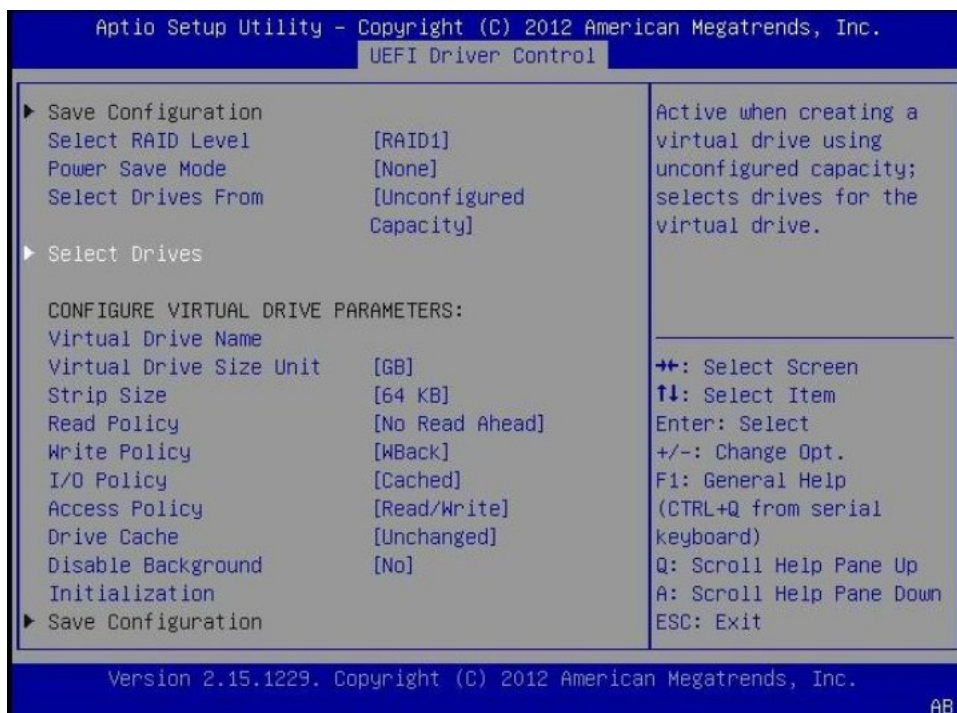 Aptio Setup Utility – Copyright (C) 2012 American Megatrends, Inc.
UEFI Driver Control
Save Configuration
Select RAID Level [RAID1]
Power Save Mode [None]
Select Drives From [Unconfigured
Capacity]
Select Drives
CONFIGURE VIRTUAL DRIVE PARAMETERS:
Virtual Drive Name
Virtual Drive Size Unit [GB]
Strip Size [64 KB]
Read Policy [No Read Ahead]
Write Policy [WBack]
I/O Policy [Cached]
Access Policy [Read/Write]
Drive Cache [Unchanged]
Disable Background [No]
Initialization
Save Configuration
Active when creating a
virtual drive using
unconfigured capacity;
selects drives for the
virtual drive.
→←: Select Screen
↑↓: Select Item
Enter: Select
+/-: Change Opt.
F1: General Help
(CTRL+Q from serial
keyboard)
Q: Scroll Help Pane Up
A: Scroll Help Pane Down
ESC: Exit
Version 2.15.1229. Copyright (C) 2012 American Megatrends, Inc.
AB